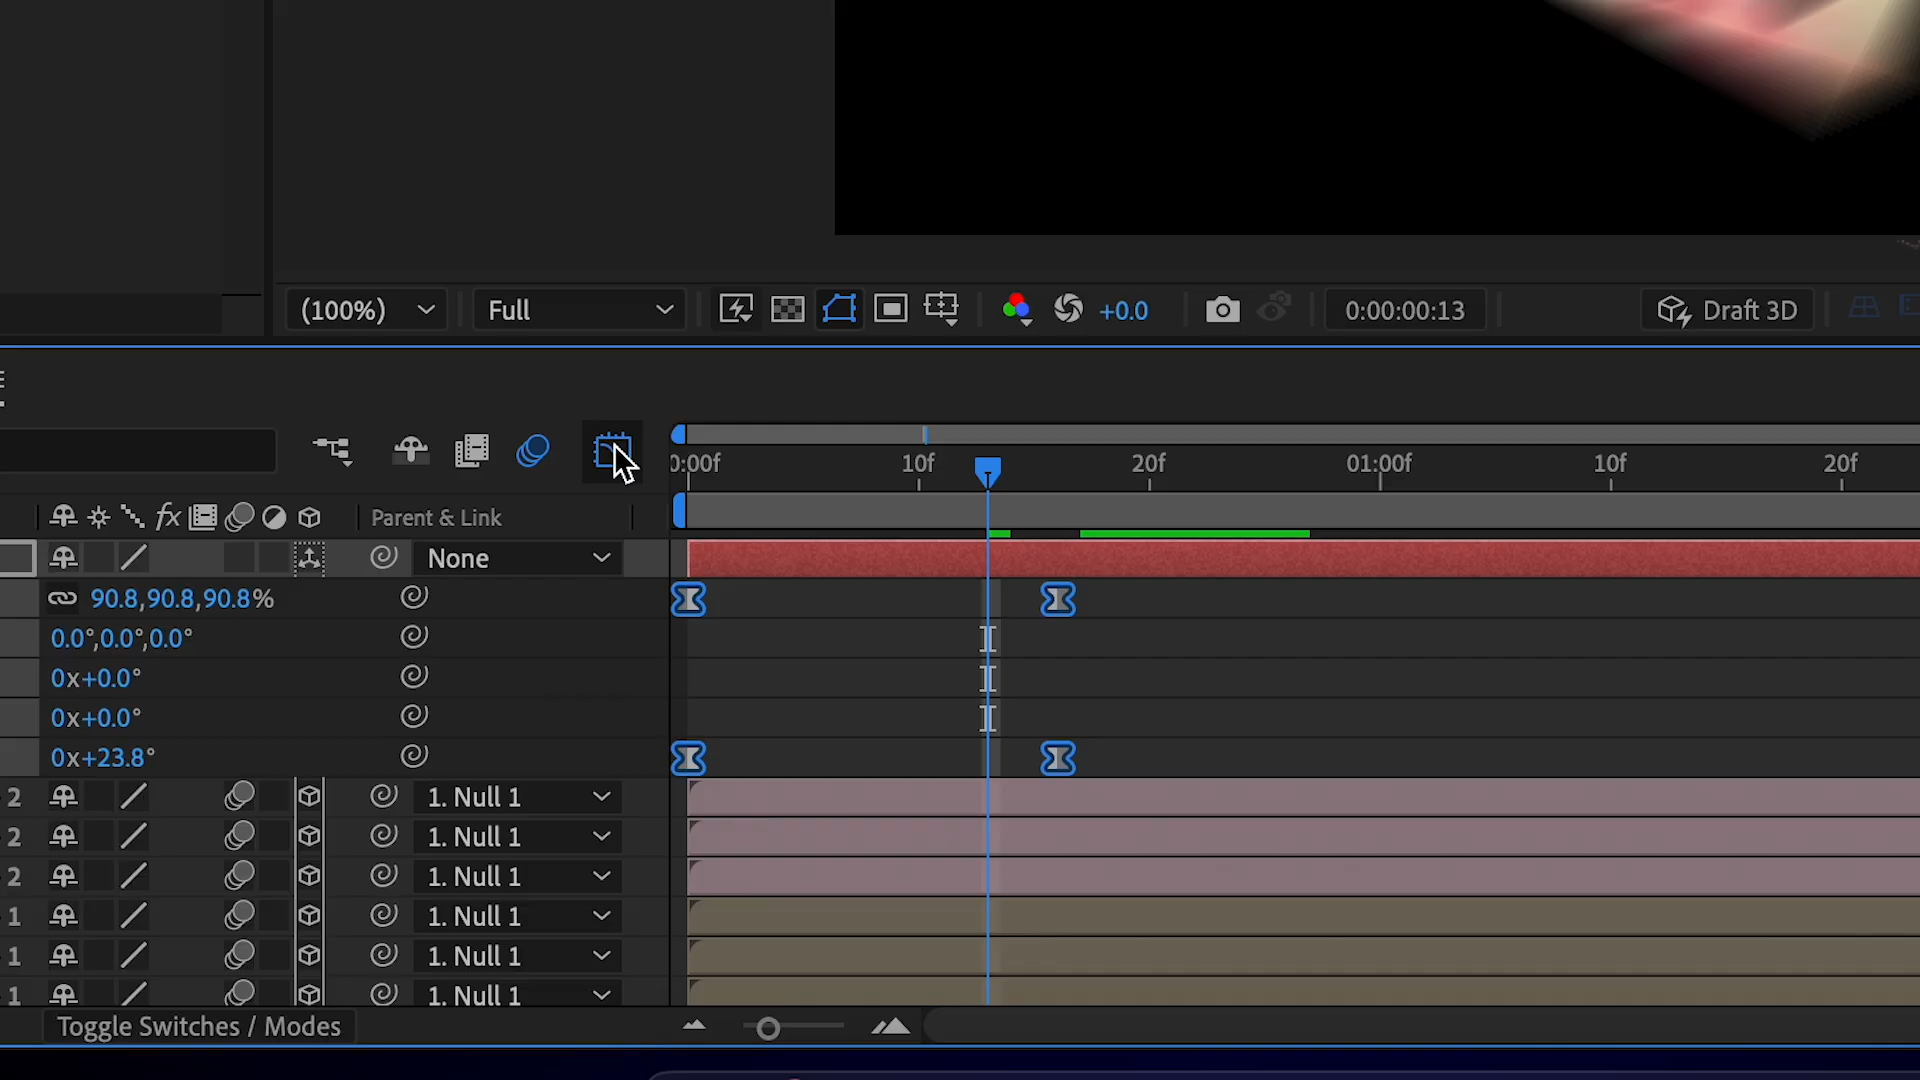 (100%) Full +0.0 0:00:00:13 Draft 3D
0:00f 10f 20f 01:00f 10f 20f
fx Parent & Link
None
90.8,90.8,90.8%
0.0°,0.0°,0.0°
0x+0.0°
0x+0.0°
0x+23.8°
2 1. Null 1
2 1. Null 1
2 1. Null 1
1 1. Null 1
1 1. Null 1
1 1. Null 1
Toggle Switches / Modes